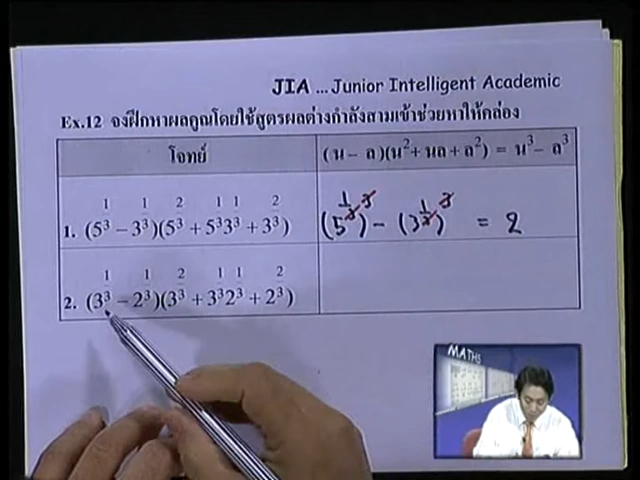 JIA ... Junior Intelligent Academic
Ex.12 จงฝึกหาผลคูณโดยใช้สูตรผลต่างกำลังสามเข้าช่วยหาให้คล่อง
โจทย์ (น - ล)(น² + นล + ล²) = น³ - ล³
1. (5^(1/3) - 3^(1/3))(5^(2/3) + 5^(1/3)3^(1/3) + 3^(2/3)) (5^(1/3))^3 - (3^(1/3))^3 = 2
2. (3^(1/3) - 2^(1/3))(3^(2/3) + 3^(1/3)2^(1/3) + 2^(2/3))
MATHS